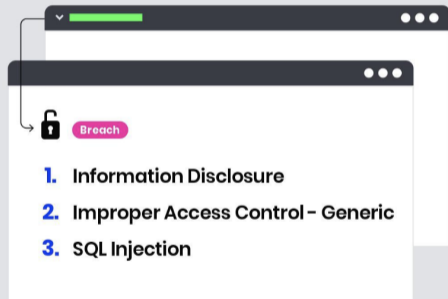 Breach
1. Information Disclosure
2. Improper Access Control - Generic
3. SQL Injection